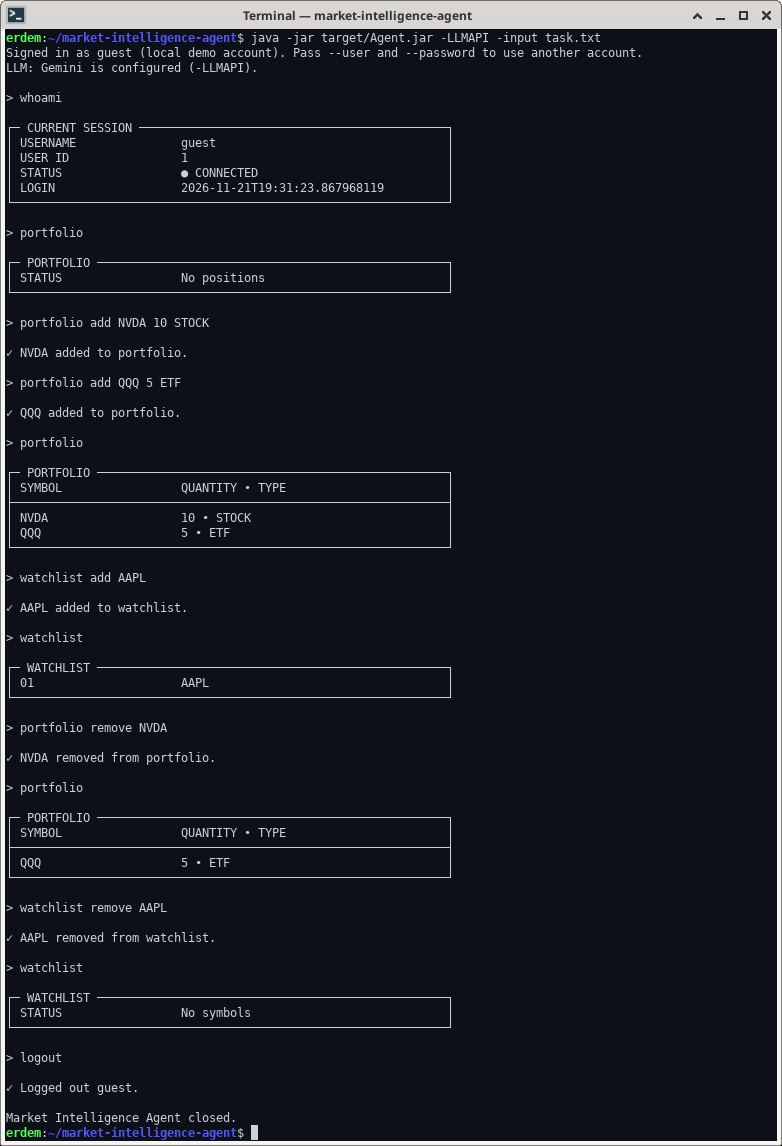 Terminal — market-intelligence-agent
erdem:~/market-intelligence-agent$ java -jar target/Agent.jar -LLMAPI -input task.txt
Signed in as guest (local demo account). Pass --user and --password to use another account.
LLM: Gemini is configured (-LLMAPI).
> whoami
CURRENT SESSION
USERNAME guest
USER ID 1
STATUS ● CONNECTED
LOGIN 2026-11-21T19:31:23.867968119
> portfolio
PORTFOLIO
STATUS No positions
> portfolio add NVDA 10 STOCK
✓ NVDA added to portfolio.
> portfolio add QQQ 5 ETF
✓ QQQ added to portfolio.
> portfolio
PORTFOLIO
SYMBOL QUANTITY • TYPE
NVDA 10 • STOCK
QQQ 5 • ETF
> watchlist add AAPL
✓ AAPL added to watchlist.
> watchlist
WATCHLIST
01 AAPL
> portfolio remove NVDA
✓ NVDA removed from portfolio.
> portfolio
PORTFOLIO
SYMBOL QUANTITY • TYPE
QQQ 5 • ETF
> watchlist remove AAPL
✓ AAPL removed from watchlist.
> watchlist
WATCHLIST
STATUS No symbols
> logout
✓ Logged out guest.
Market Intelligence Agent closed.
erdem:~/market-intelligence-agent$